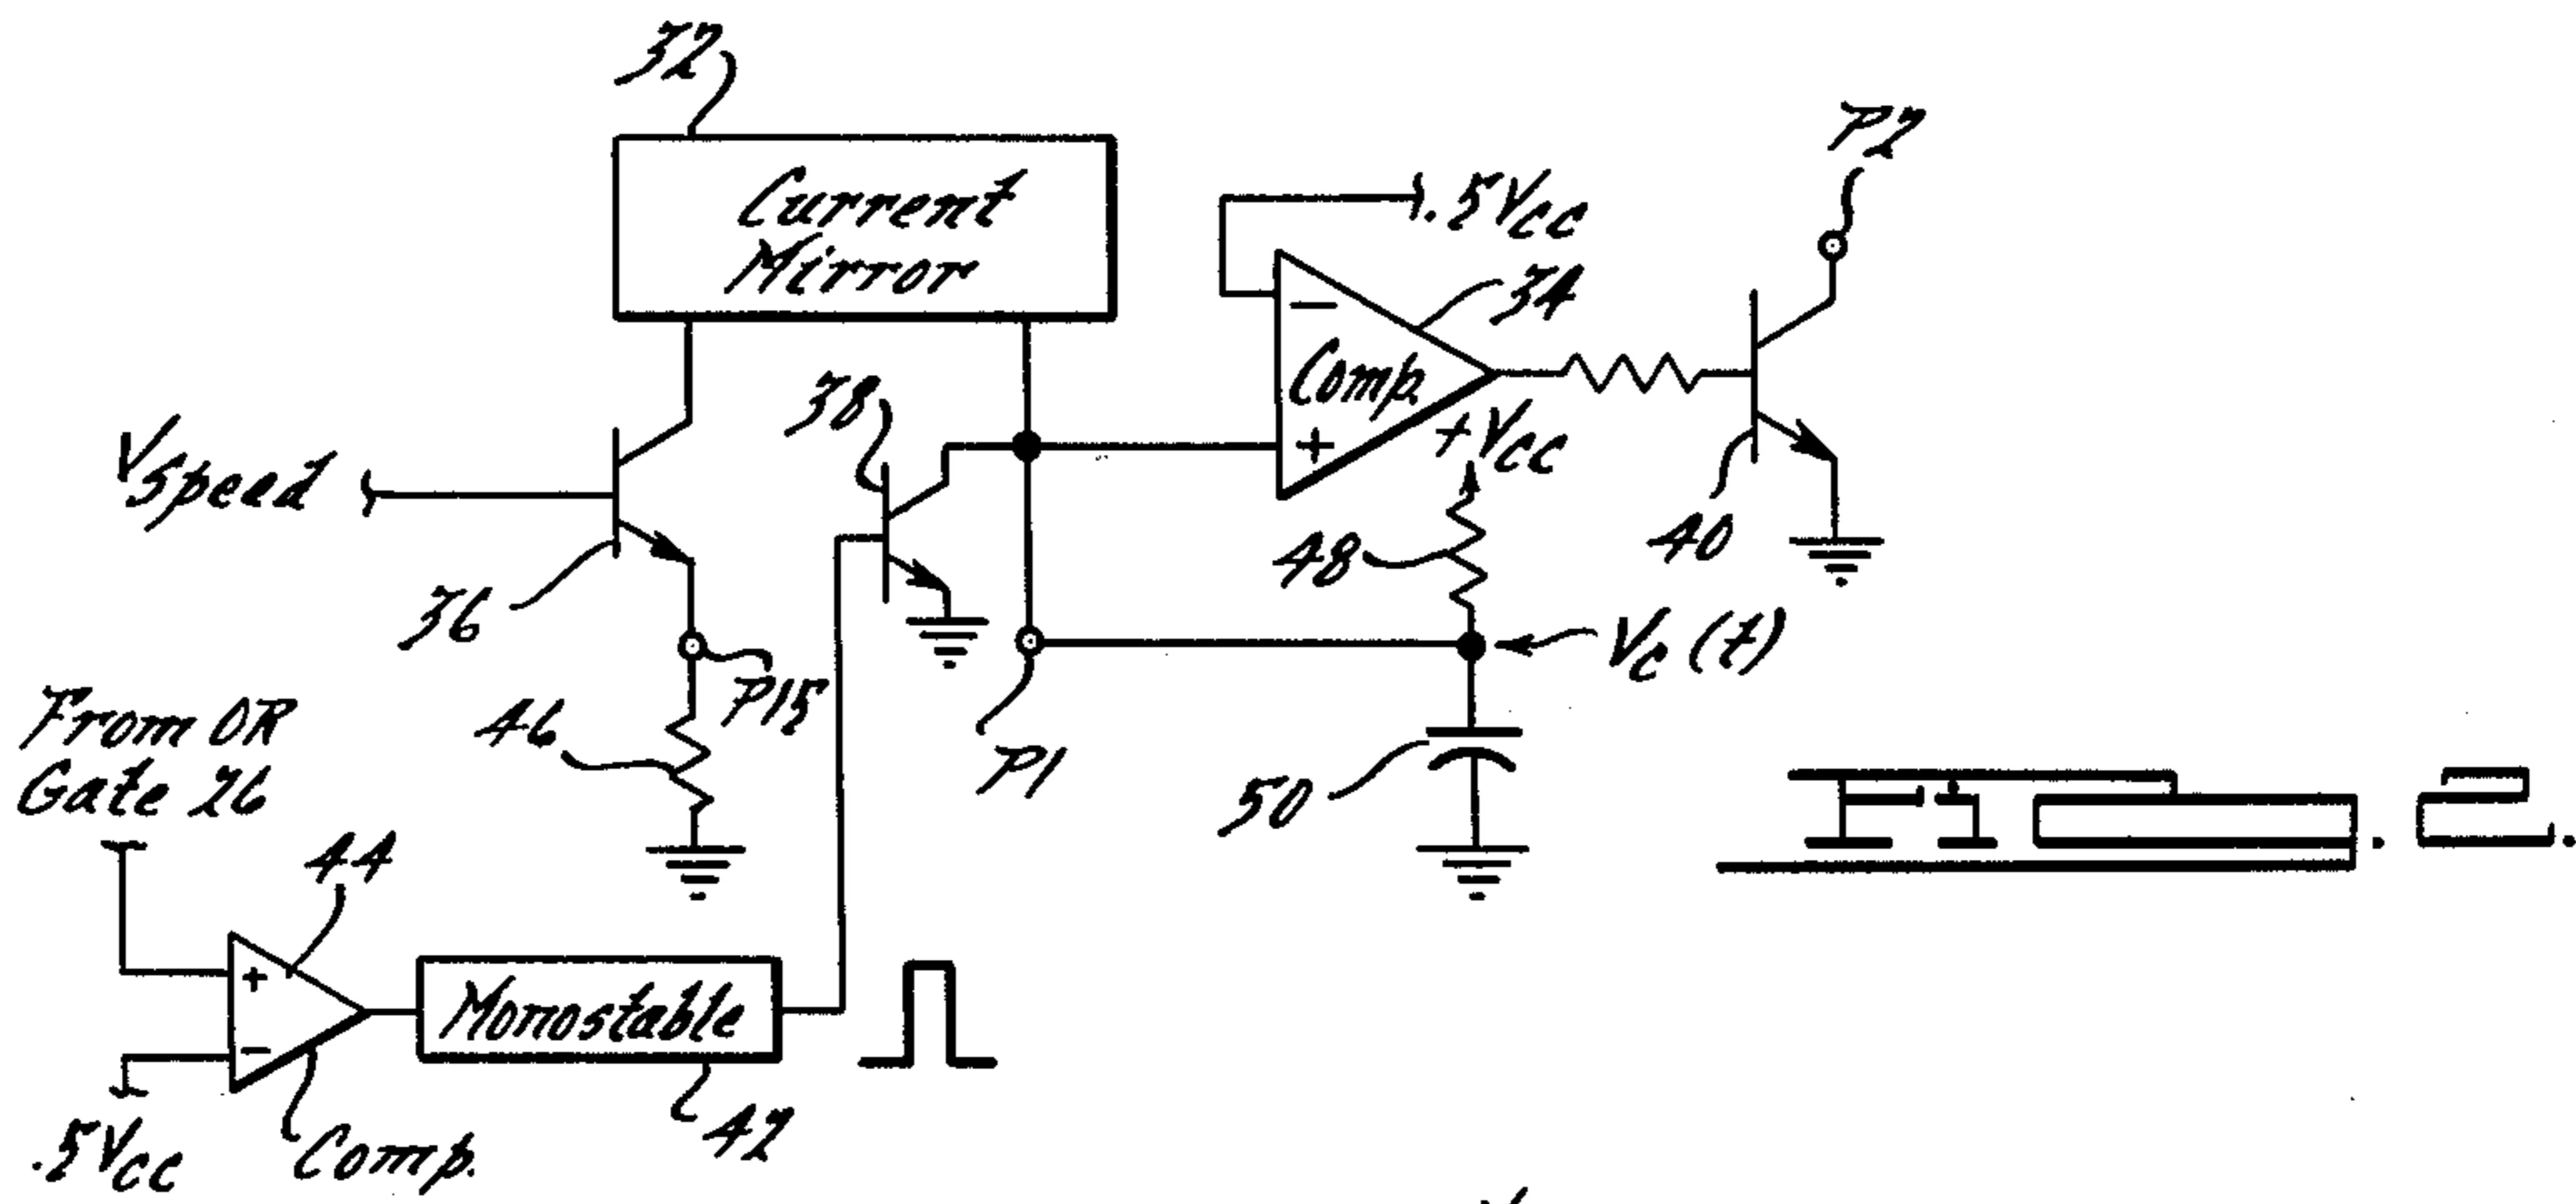 32
Current
Mirror
P2
.5Vcc
34
−
Comp.
+
+Vcc
38
Vspeed
36
40
48
Vc (t)
P15
P1
46
50
From OR
Gate 26
44
+
−
Monostable
42
.5Vcc
Comp.
Fig. 2.